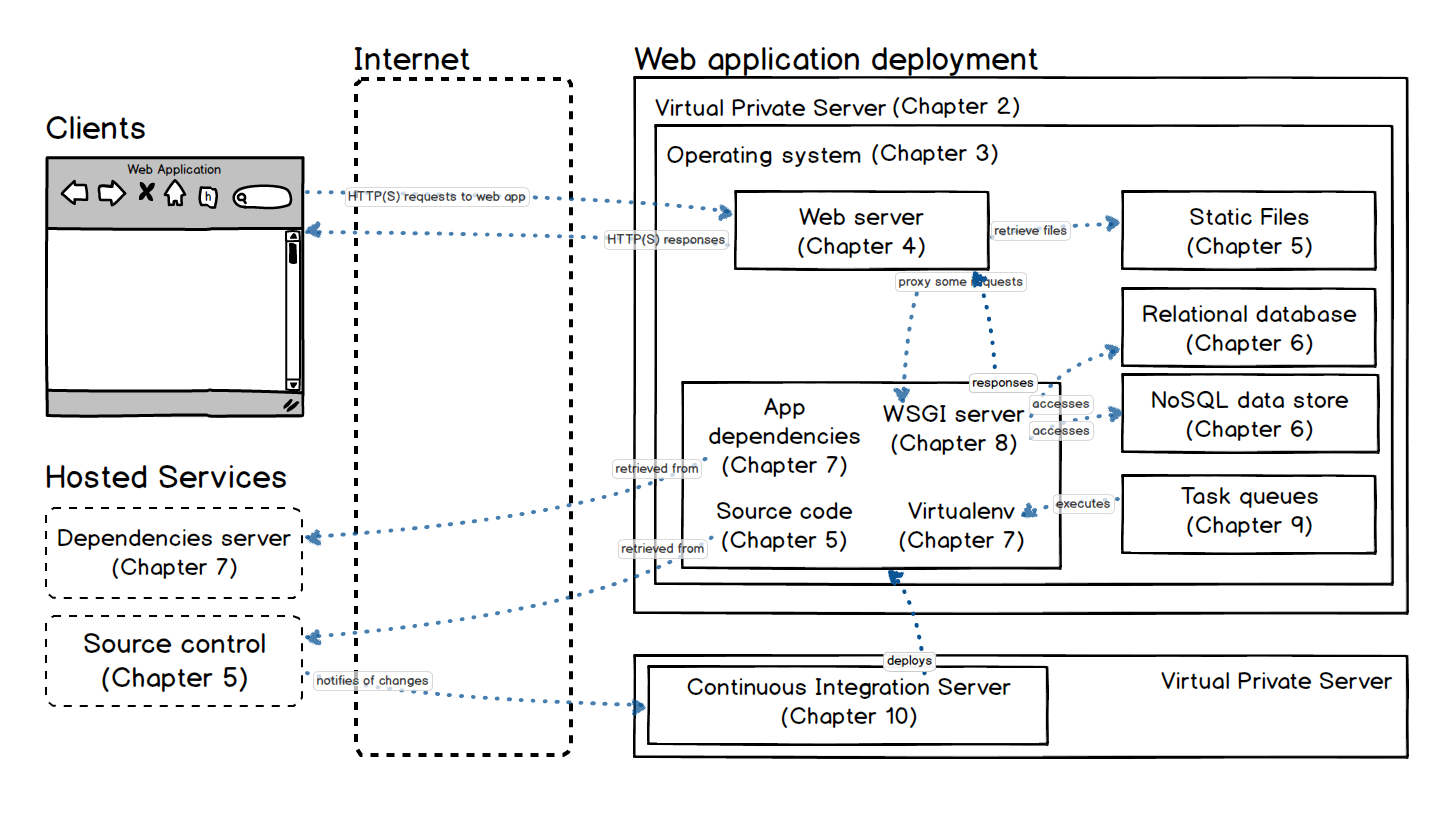 Internet
Web application deployment
Virtual Private Server (Chapter 2)
Clients
Operating system (Chapter 3)
Web Application
h
HTTP(S) requests to web app
Web server
(Chapter 4)
Static Files
(Chapter 5)
HTTP(S) responses
retrieve files
proxy some requests
Relational database
(Chapter 6)
responses
App
dependencies
(Chapter 7)
WSGI server
(Chapter 8)
accesses
accesses
NoSQL data store
(Chapter 6)
retrieved from
Hosted Services
Task queues
(Chapter 9)
executes
Source code
(Chapter 5)
Virtualenv
(Chapter 7)
Dependencies server
(Chapter 7)
retrieved from
Source control
(Chapter 5)
notifies of changes
deploys
Continuous Integration Server
(Chapter 10)
Virtual Private Server